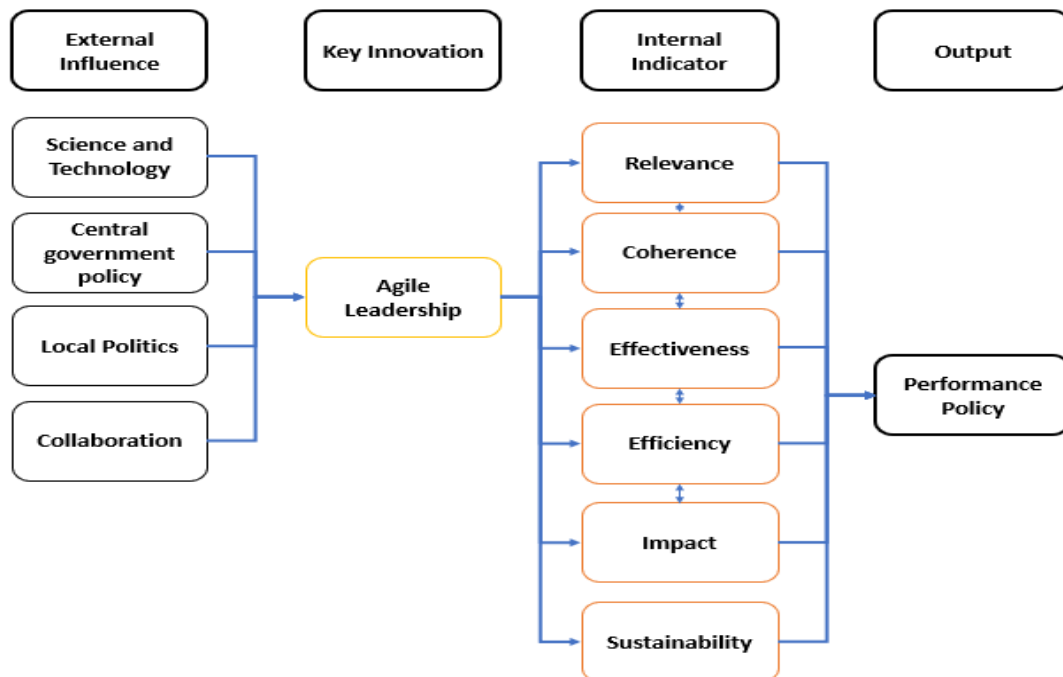 External
Influence
Key Innovation
Internal
Indicator
Output
Science and
Technology
Central
government
policy
Local Politics
Collaboration
Agile
Leadership
Relevance
Coherence
Effectiveness
Efficiency
Impact
Sustainability
Performance
Policy